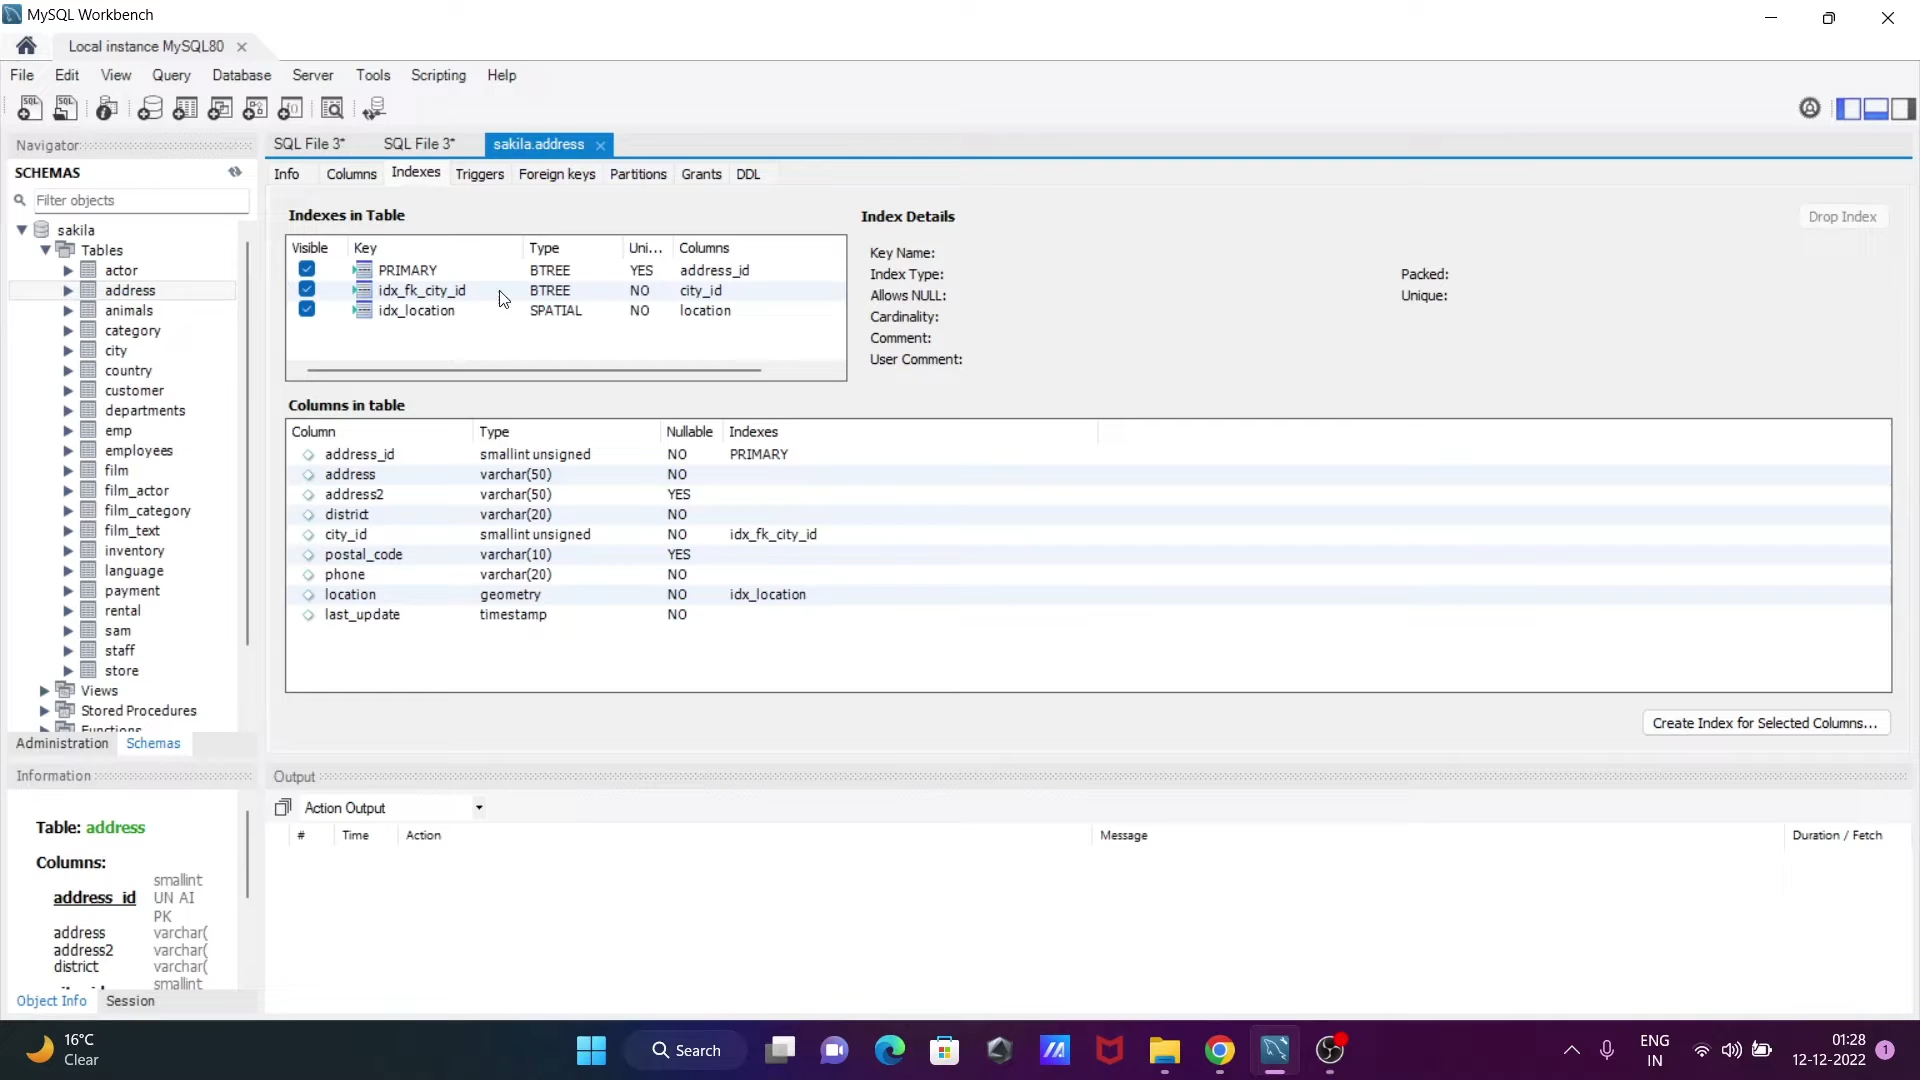 MySQL Workbench
Local instance MySQL80
File Edit View Query Database Server Tools Scripting Help
Navigator
SCHEMAS
Filter objects
sakila
Tables
actor
address
animals
category
city
country
customer
departments
emp
employees
film
film_actor
film_category
film_text
inventory
language
payment
rental
sam
staff
store
Views
Stored Procedures
Functions
Administration Schemas
Information
Table: address
Columns:
address_id smallint UN AI PK
address varchar(
address2 varchar(
district varchar(
smallint
Object Info Session
SQL File 3* SQL File 3* sakila.address
Info Columns Indexes Triggers Foreign keys Partitions Grants DDL
Indexes in Table
Visible Key Type Uni... Columns
PRIMARY BTREE YES address_id
idx_fk_city_id BTREE NO city_id
idx_location SPATIAL NO location
Index Details
Drop Index
Key Name:
Index Type: Packed:
Allows NULL: Unique:
Cardinality:
Comment:
User Comment:
Columns in table
Column Type Nullable Indexes
address_id smallint unsigned NO PRIMARY
address varchar(50) NO
address2 varchar(50) YES
district varchar(20) NO
city_id smallint unsigned NO idx_fk_city_id
postal_code varchar(10) YES
phone varchar(20) NO
location geometry NO idx_location
last_update timestamp NO
Create Index for Selected Columns...
Output
Action Output
# Time Action Message Duration / Fetch
16°C
Clear
Search
ENG
IN
01:28
12-12-2022
1